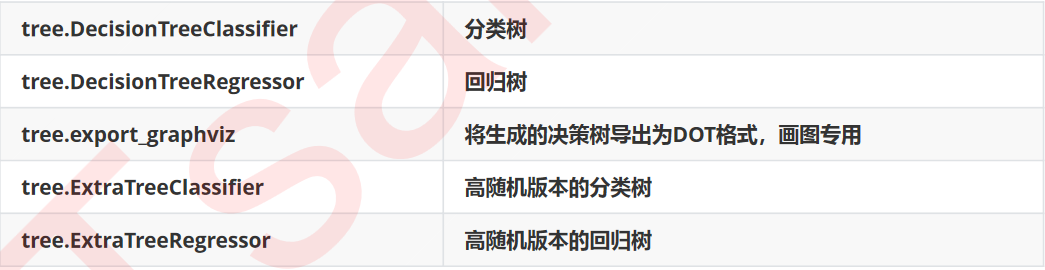 tree.DecisionTreeClassifier 分类树
tree.DecisionTreeRegressor 回归树
tree.export_graphviz 将生成的决策树导出为DOT格式，画图专用
tree.ExtraTreeClassifier 高随机版本的分类树
tree.ExtraTreeRegressor 高随机版本的回归树